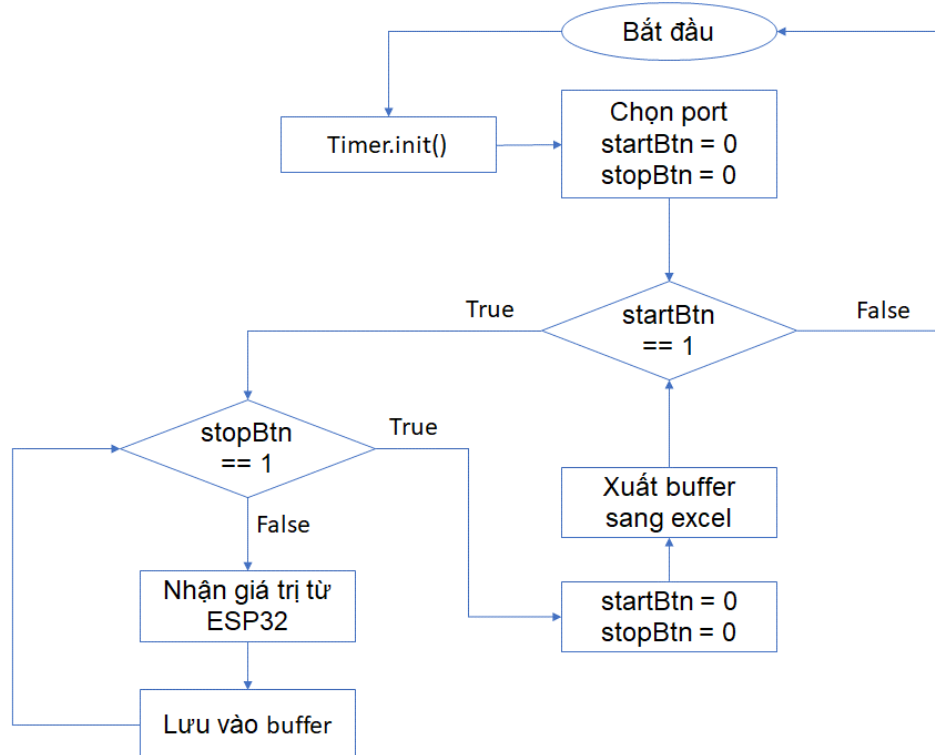 Bắt đầu
Timer.init()
Chọn port
startBtn = 0
stopBtn = 0
True
startBtn
== 1
False
stopBtn
== 1
True
False
Xuất buffer
sang excel
Nhận giá trị từ
ESP32
startBtn = 0
stopBtn = 0
Lưu vào buffer